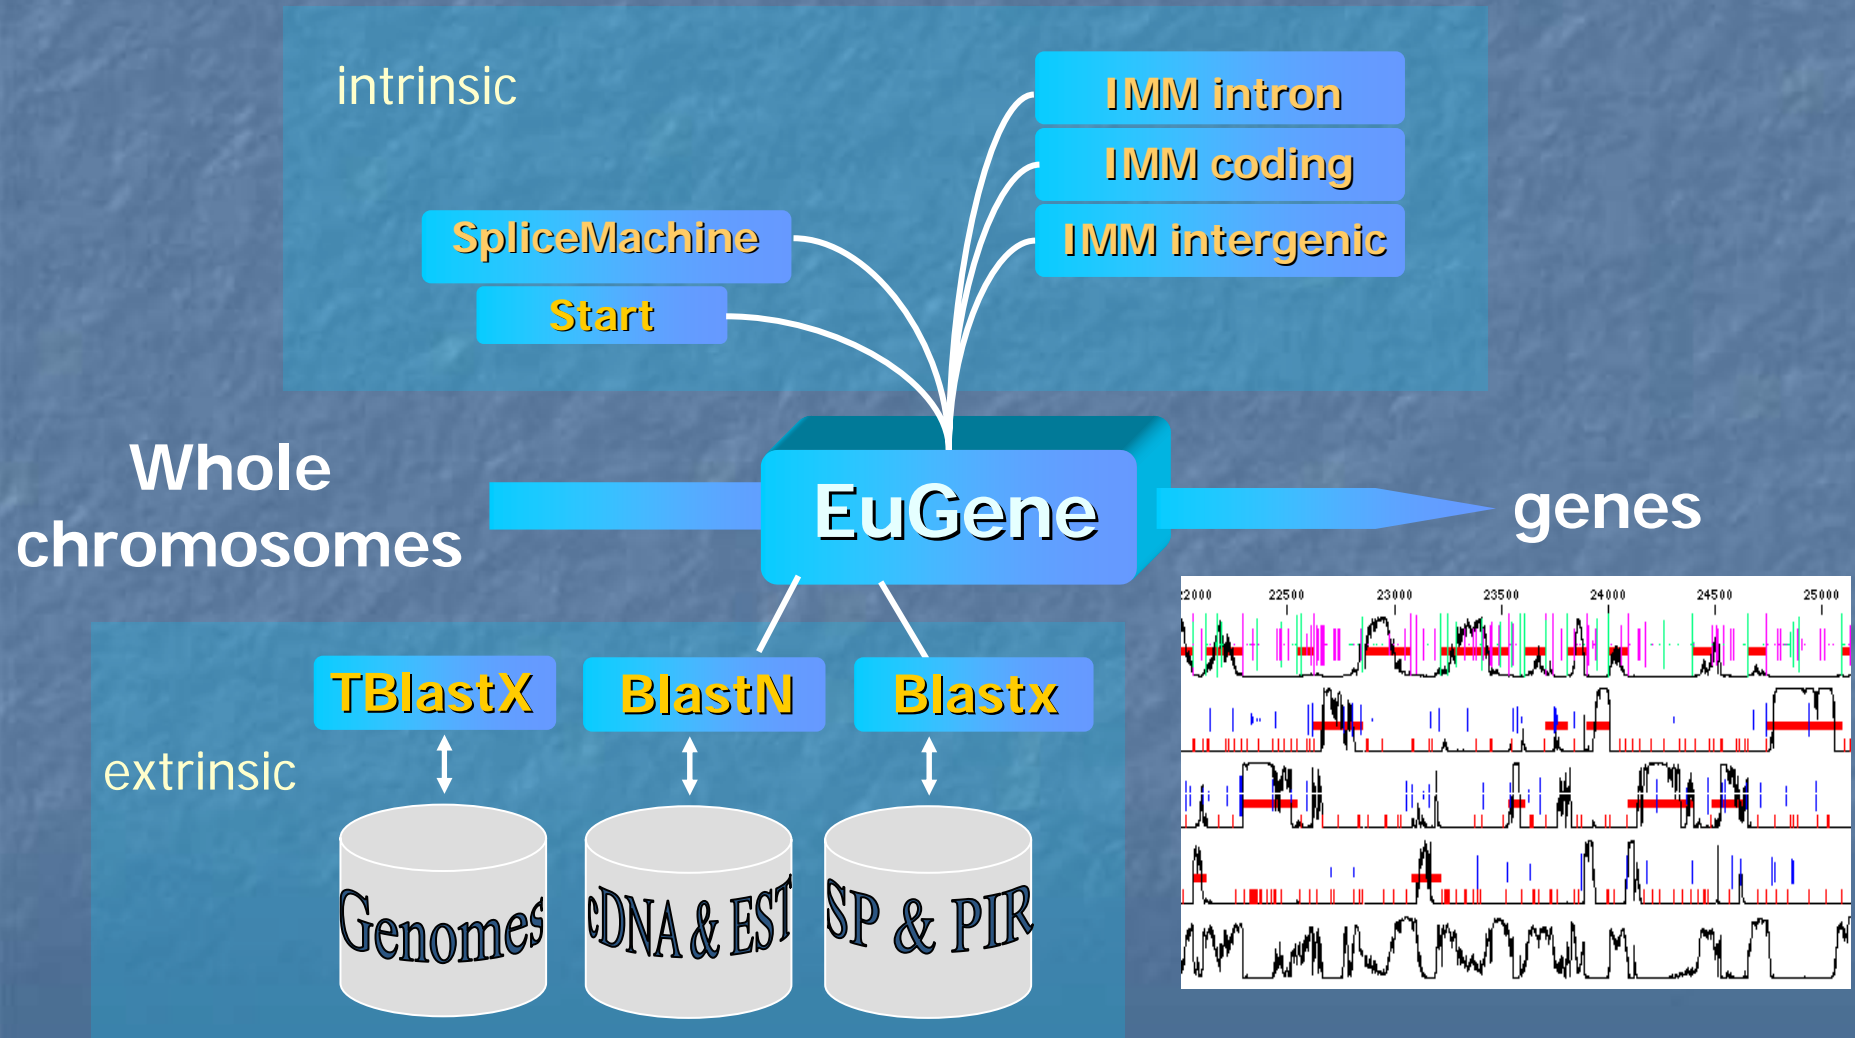 intrinsic
IMM intron
IMM coding
IMM intergenic
SpliceMachine
Start
Whole
chromosomes
EuGene
genes
TBlastX
BlastN
Blastx
extrinsic
Genomes
cDNA & EST
SP & PIR
22000 22500 23000 23500 24000 24500 25000